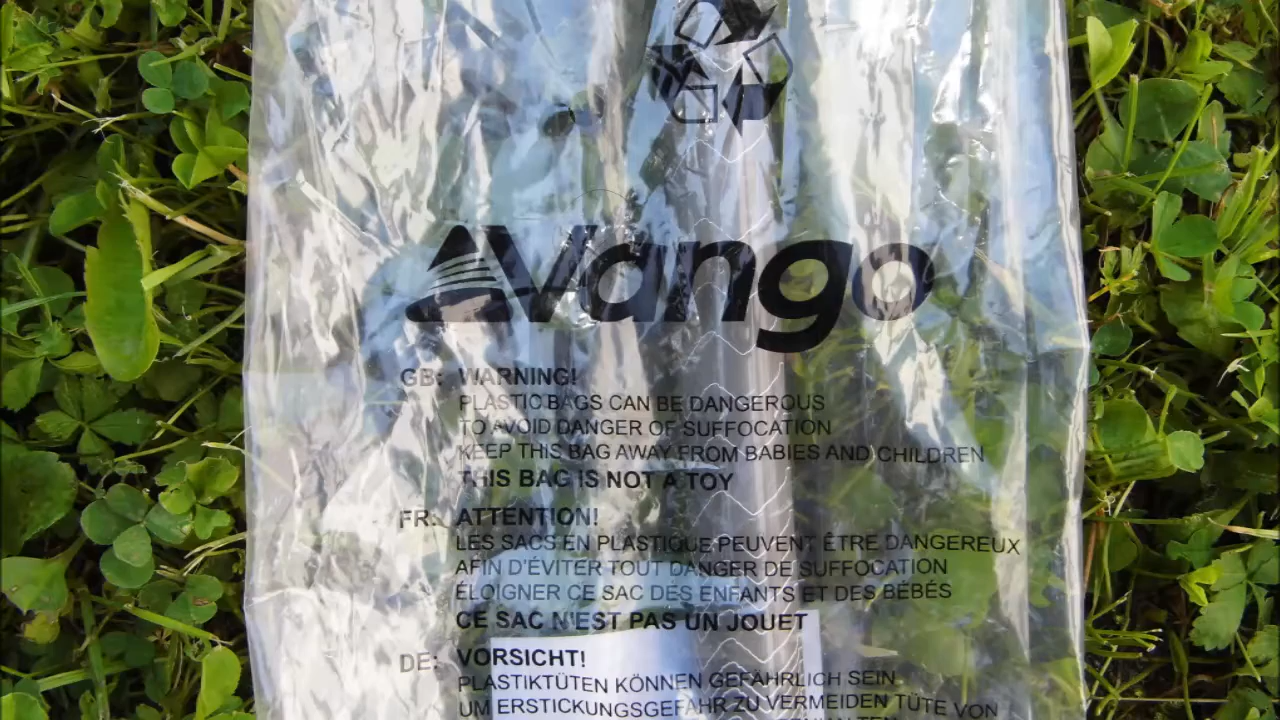 Vango
GB: WARNING!
PLASTIC BAGS CAN BE DANGEROUS
TO AVOID DANGER OF SUFFOCATION
KEEP THIS BAG AWAY FROM BABIES AND CHILDREN
THIS BAG IS NOT A TOY
FR: ATTENTION!
LES SACS EN PLASTIQUE PEUVENT ÊTRE DANGEREUX
AFIN D'ÉVITER TOUT DANGER DE SUFFOCATION
ÉLOIGNER CE SAC DES ENFANTS ET DES BÉBÉS
CE SAC N'EST PAS UN JOUET
DE: VORSICHT!
PLASTIKTÜTEN KÖNNEN GEFÄHRLICH SEIN
UM ERSTICKUNGSGEFAHR ZU VERMEIDEN TÜTE VON